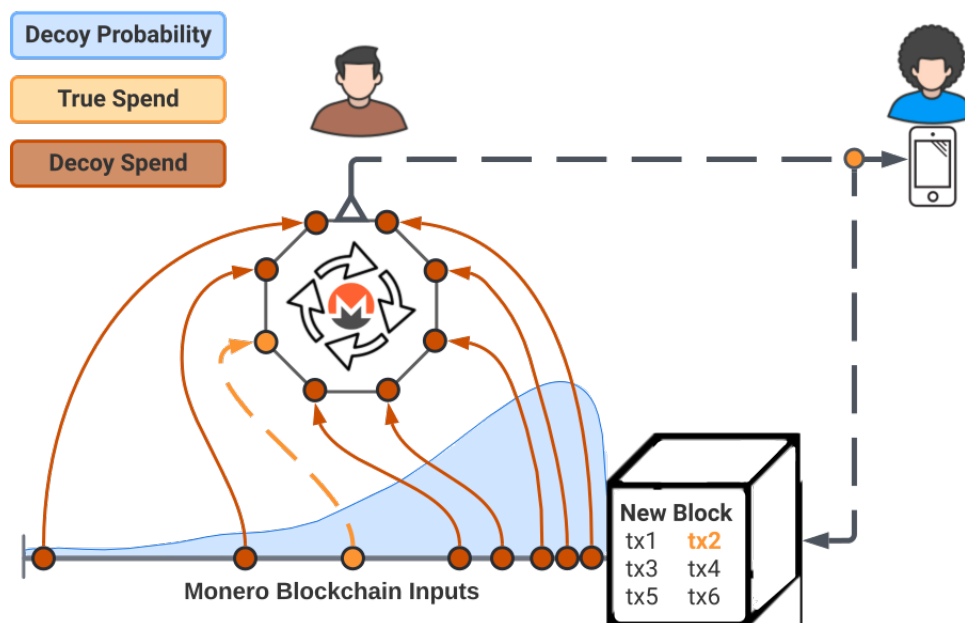 Decoy Probability
True Spend
Decoy Spend
New Block
tx1 tx2
tx3 tx4
tx5 tx6
Monero Blockchain Inputs